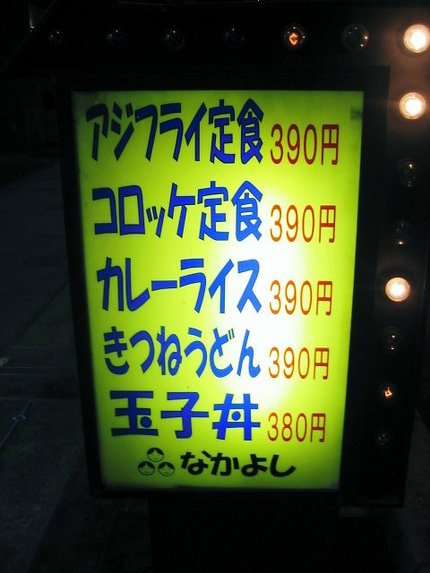 アジフライ定食 390円
コロッケ定食 390円
カレーライス 390円
きつねうどん 390円
玉子丼 380円
なかよし